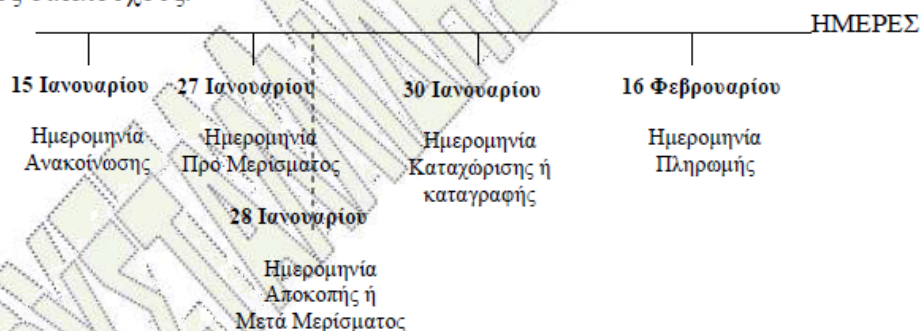 ΗΜΕΡΕΣ
15 Ιανουαρίου
Ημερομηνία
Ανακοίνωσης
27 Ιανουαρίου
Ημερομηνία
Προ Μερίσματος
28 Ιανουαρίου
Ημερομηνία
Αποκοπής ή
Μετά Μερίσματος
30 Ιανουαρίου
Ημερομηνία
Καταχώρισης ή
καταγραφής
16 Φεβρουαρίου
Ημερομηνία
Πληρωμής